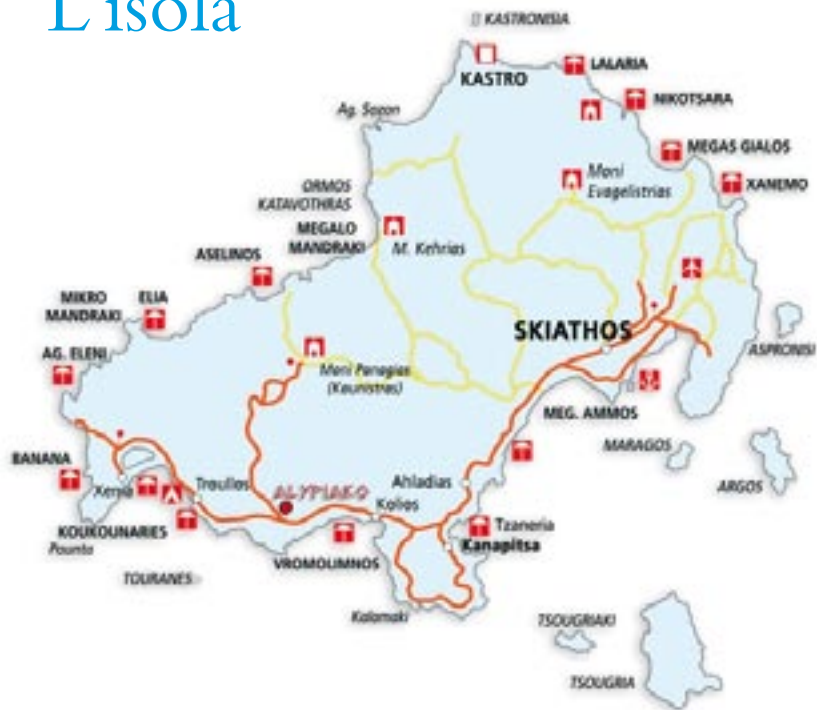 L'isola
KASTRONISIA
KASTRO
LALARIA
NIKOTSARA
Ag. Sozon
MEGAS GIALOS
Moni
Evagelistrias
XANEMO
ORMOS
KATAVOTHRAS
MEGALO
MANDRAKI
M. Kehrias
ASELINOS
MIKRO
MANDRAKI
ELIA
SKIATHOS
ASPRONISI
AG. ELENI
Moni Panagias
(Kounistras)
MEG. AMMOS
MARAGOS
ARGOS
BANANA
Xenia
Troullos
ALYPIAKO
Ahladias
Kolios
KOUKOUNARIES
Pounta
Tzaneria
Kanapitsa
VROMOLIMNOS
TOURANES
Kalamaki
TSOUGRIAKI
TSOUGRIA